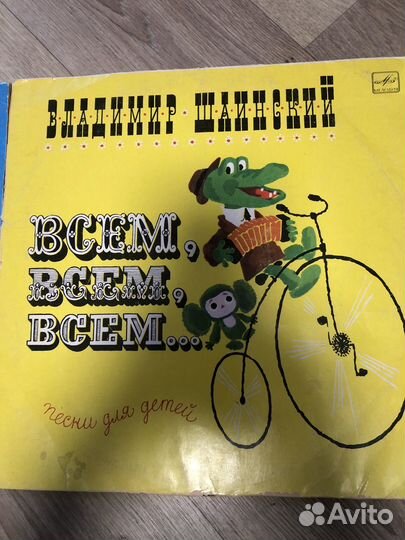 ВЛАДИМИР ШАИНСКИЙ
ВСЕМ,
ВСЕМ,
ВСЕМ...
песни для детей
Avito